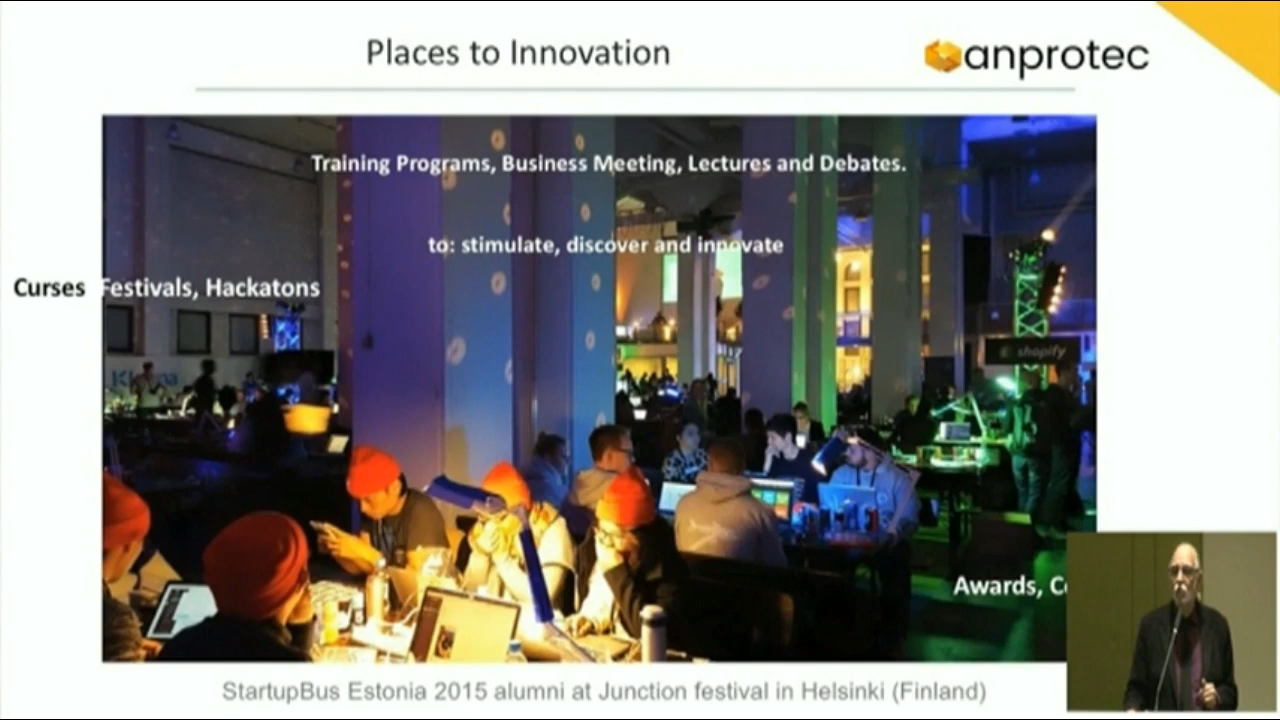 Places to Innovation
anprotec
Training Programs, Business Meeting, Lectures and Debates.
to: stimulate, discover and innovate
Curses Festivals, Hackatons
shopify
Klarna
Awards,
StartupBus Estonia 2015 alumni at Junction festival in Helsinki (Finland)